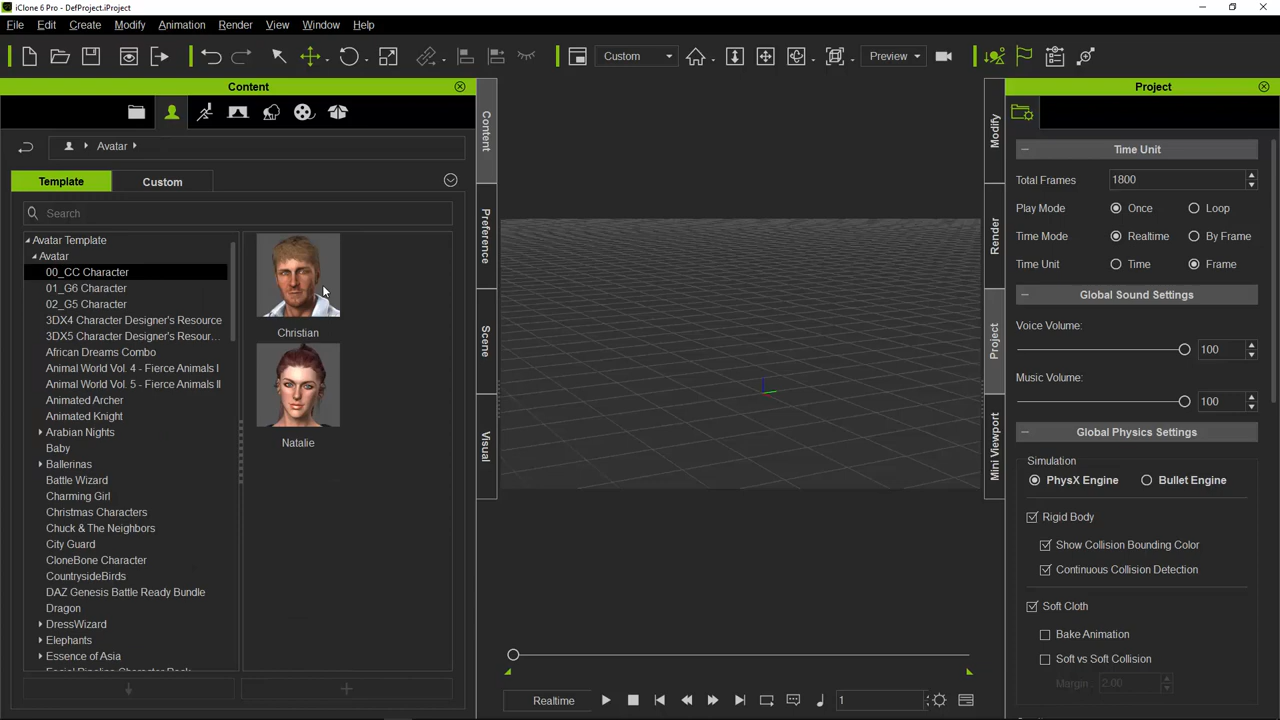 iClone 6 Pro - DefProject.iProject
File Edit Create Modify Animation Render View Window Help
Custom
Preview
Content
Avatar
Template Custom
Search
Avatar Template
Avatar
00_CC Character
01_G6 Character
02_G5 Character
3DX4 Character Designer's Resource
3DX5 Character Designer's Resour...
African Dreams Combo
Animal World Vol. 4 - Fierce Animals I
Animal World Vol. 5 - Fierce Animals II
Animated Archer
Animated Knight
Arabian Nights
Baby
Ballerinas
Battle Wizard
Charming Girl
Christmas Characters
Chuck & The Neighbors
City Guard
CloneBone Character
CountrysideBirds
DAZ Genesis Battle Ready Bundle
Dragon
DressWizard
Elephants
Essence of Asia
Christian
Natalie
Content
Preference
Scene
Visual
Realtime
1
Modify
Render
Project
Mini Viewport
Project
Time Unit
Total Frames 1800
Play Mode Once Loop
Time Mode Realtime By Frame
Time Unit Time Frame
Global Sound Settings
Voice Volume:
100
Music Volume:
100
Global Physics Settings
Simulation
PhysX Engine Bullet Engine
Rigid Body
Show Collision Bounding Color
Continuous Collision Detection
Soft Cloth
Bake Animation
Soft vs Soft Collision
Margin 2.00